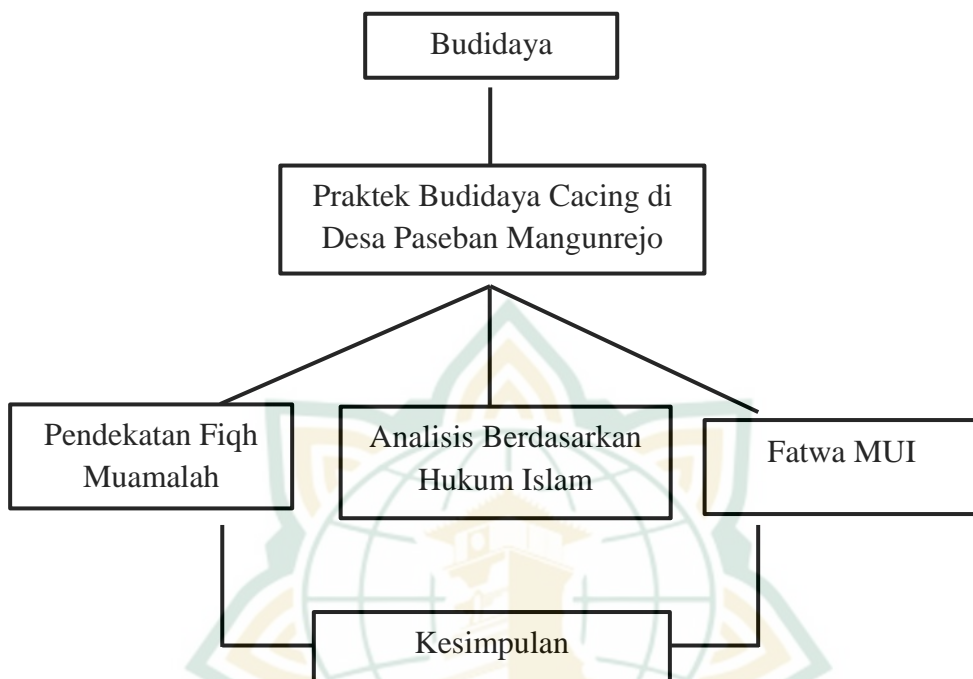 Budidaya
Praktek Budidaya Cacing di
Desa Paseban Mangunrejo
Pendekatan Fiqh
Muamalah
Analisis Berdasarkan
Hukum Islam
Fatwa MUI
Kesimpulan